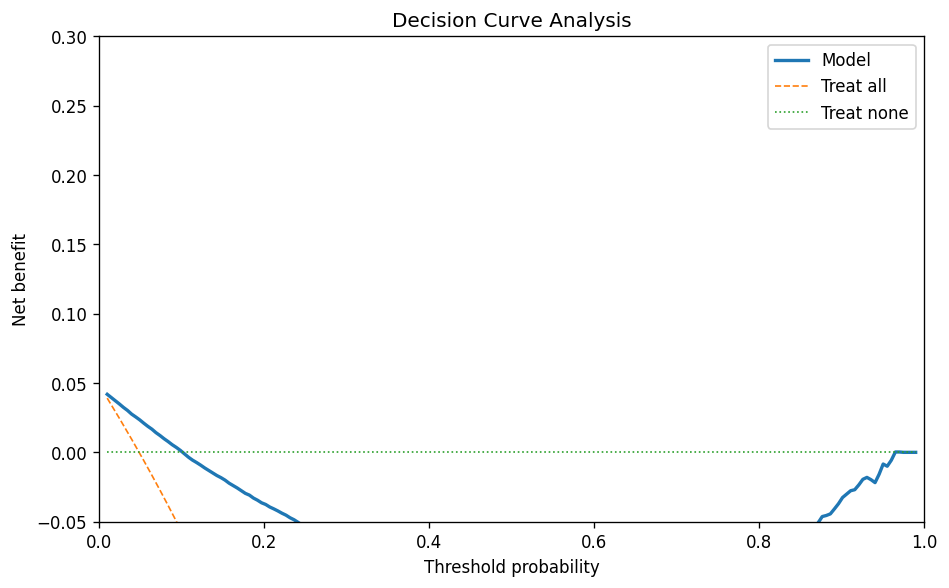 Decision Curve Analysis
Model
Treat all
Treat none
Net benefit
0.30
0.25
0.20
0.15
0.10
0.05
0.00
−0.05
0.0 0.2 0.4 0.6 0.8 1.0
Threshold probability